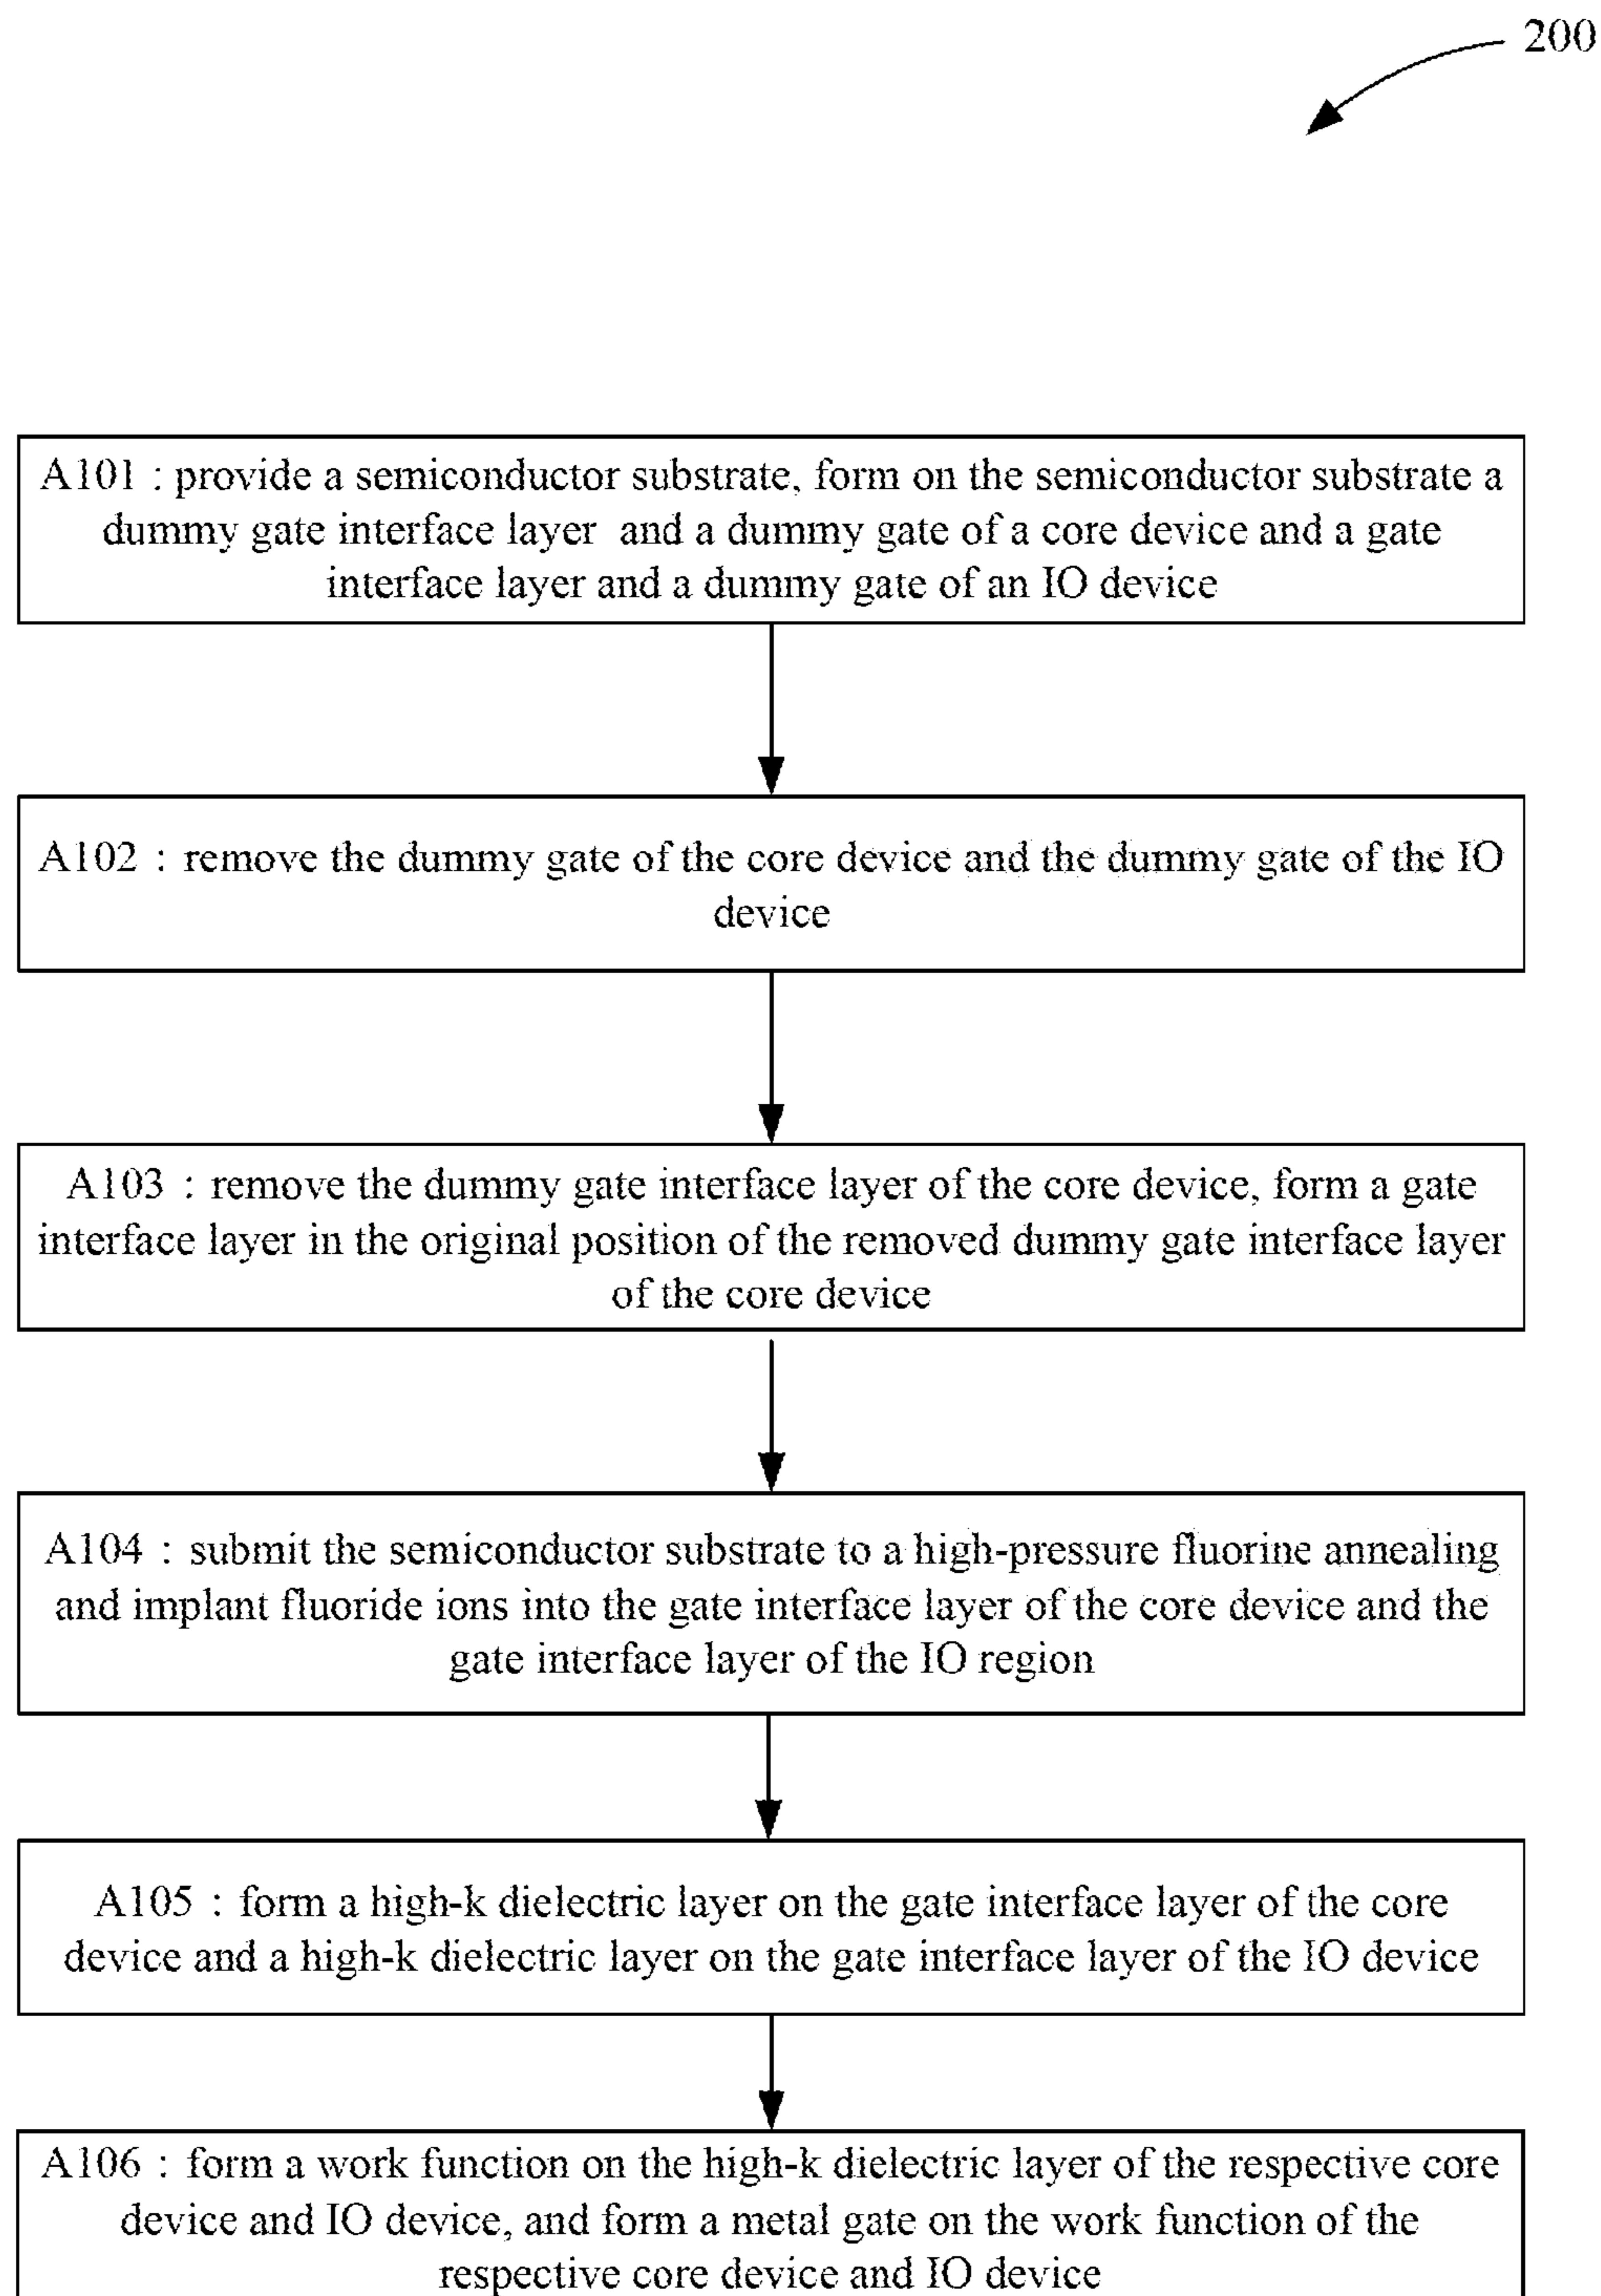 200
A101 : provide a semiconductor substrate, form on the semiconductor substrate a
dummy gate interface layer and a dummy gate of a core device and a gate
interface layer and a dummy gate of an IO device
A102 : remove the dummy gate of the core device and the dummy gate of the IO
device
A103 : remove the dummy gate interface layer of the core device, form a gate
interface layer in the original position of the removed dummy gate interface layer
of the core device
A104 : submit the semiconductor substrate to a high-pressure fluorine annealing
and implant fluoride ions into the gate interface layer of the core device and the
gate interface layer of the IO region
A105 : form a high-k dielectric layer on the gate interface layer of the core
device and a high-k dielectric layer on the gate interface layer of the IO device
A106 : form a work function on the high-k dielectric layer of the respective core
device and IO device, and form a metal gate on the work function of the
respective core device and IO device